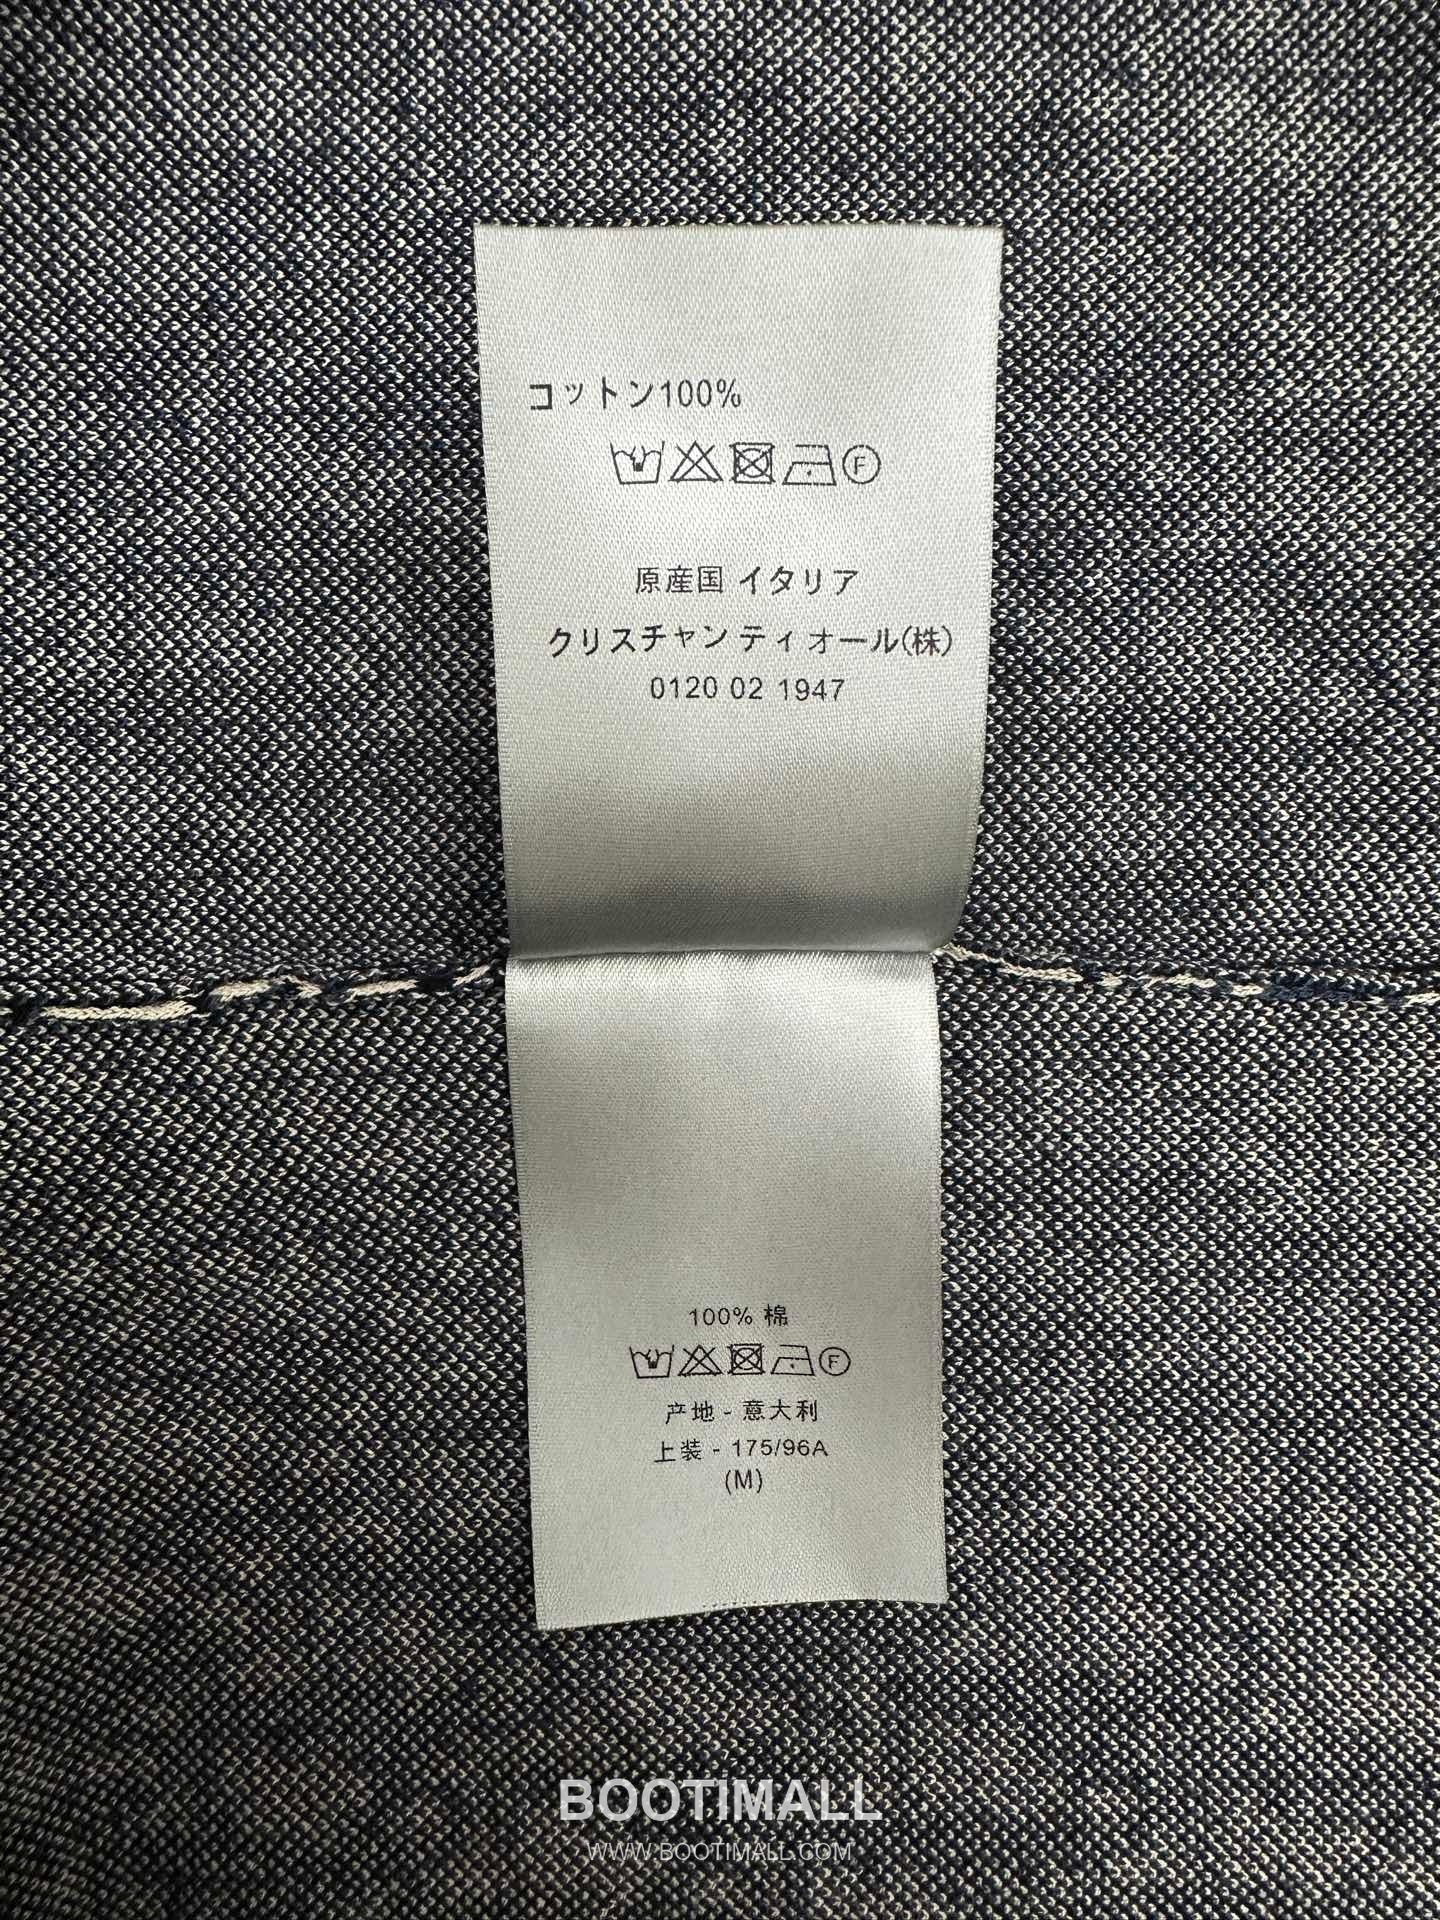 コットン100%
F
原産国 イタリア
クリスチャン ティ オール(株)
0120 02 1947
100% 棉
F
产地 - 意大利
上装 - 175/96A
(M)
BOOTIMALL
WWW.BOOTIMALL.COM